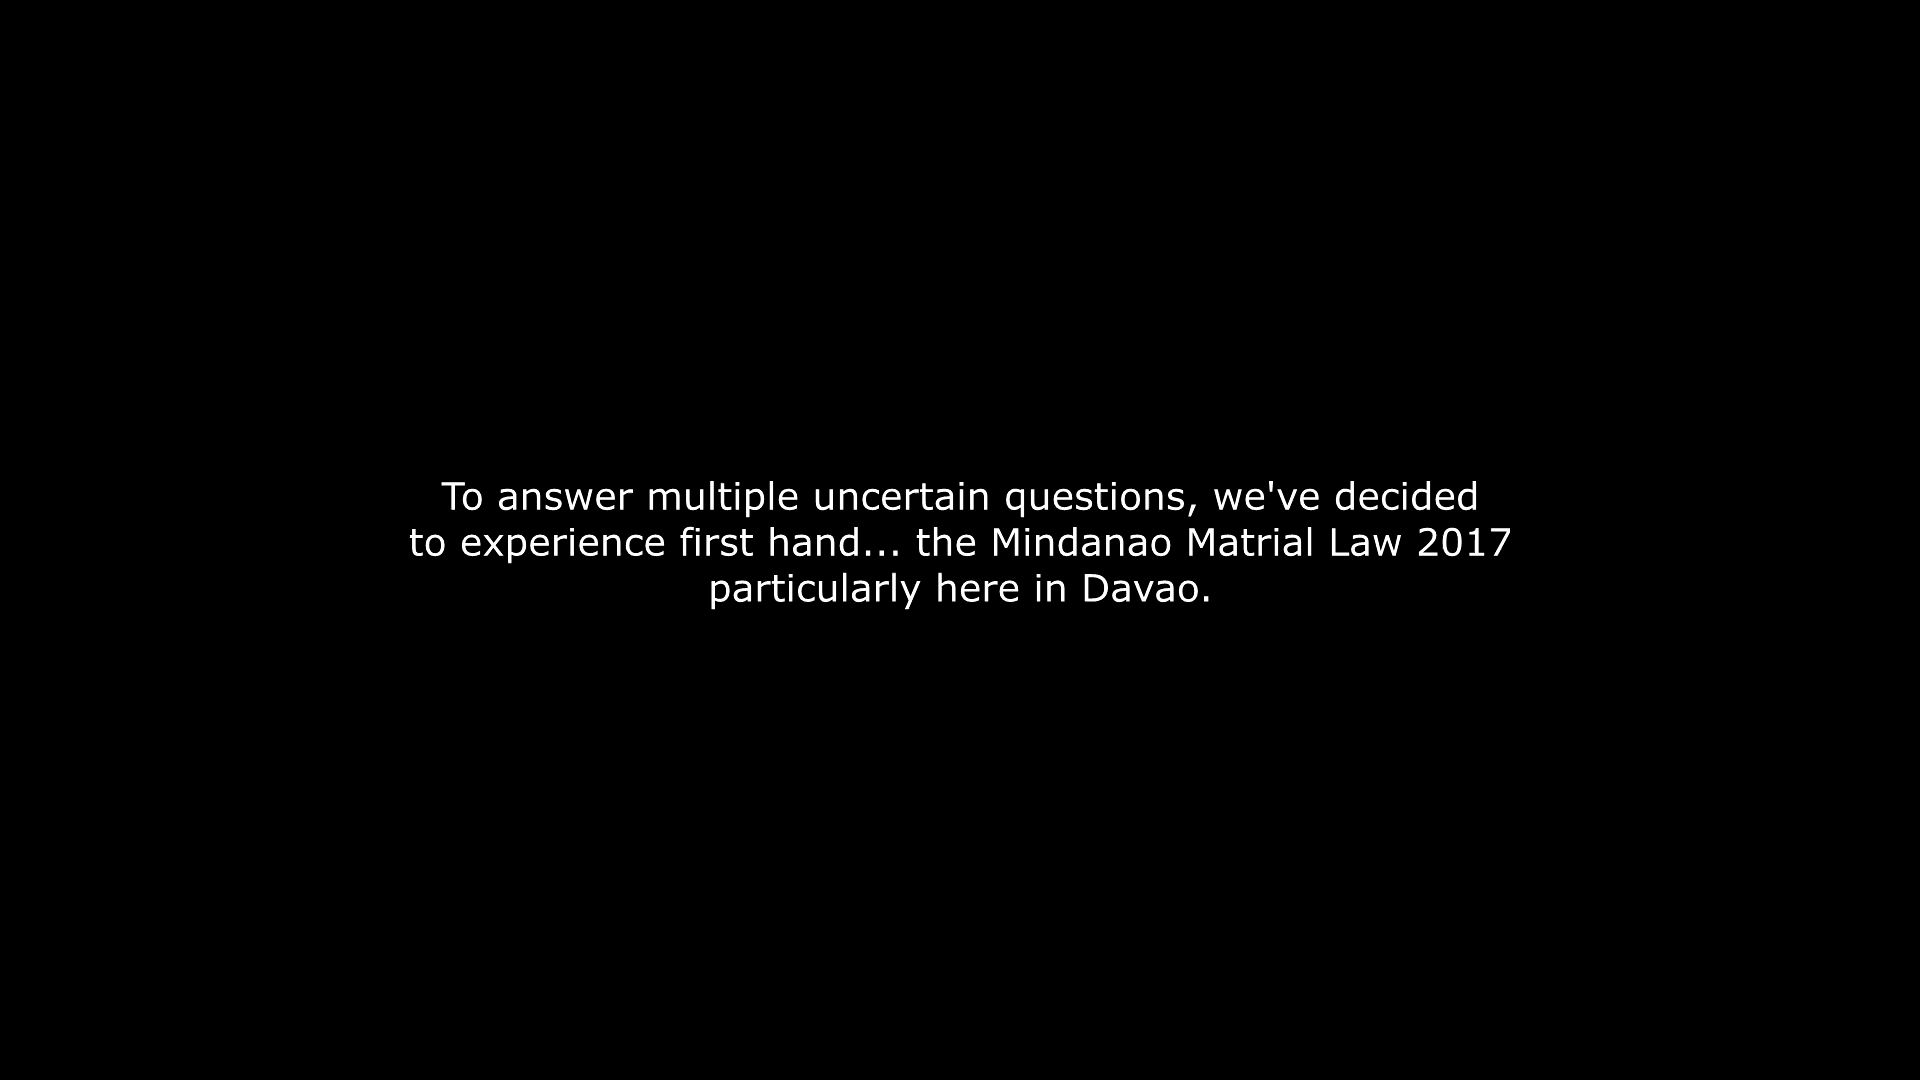 To answer multiple uncertain questions, we've decided
to experience first hand... the Mindanao Matrial Law 2017
particularly here in Davao.